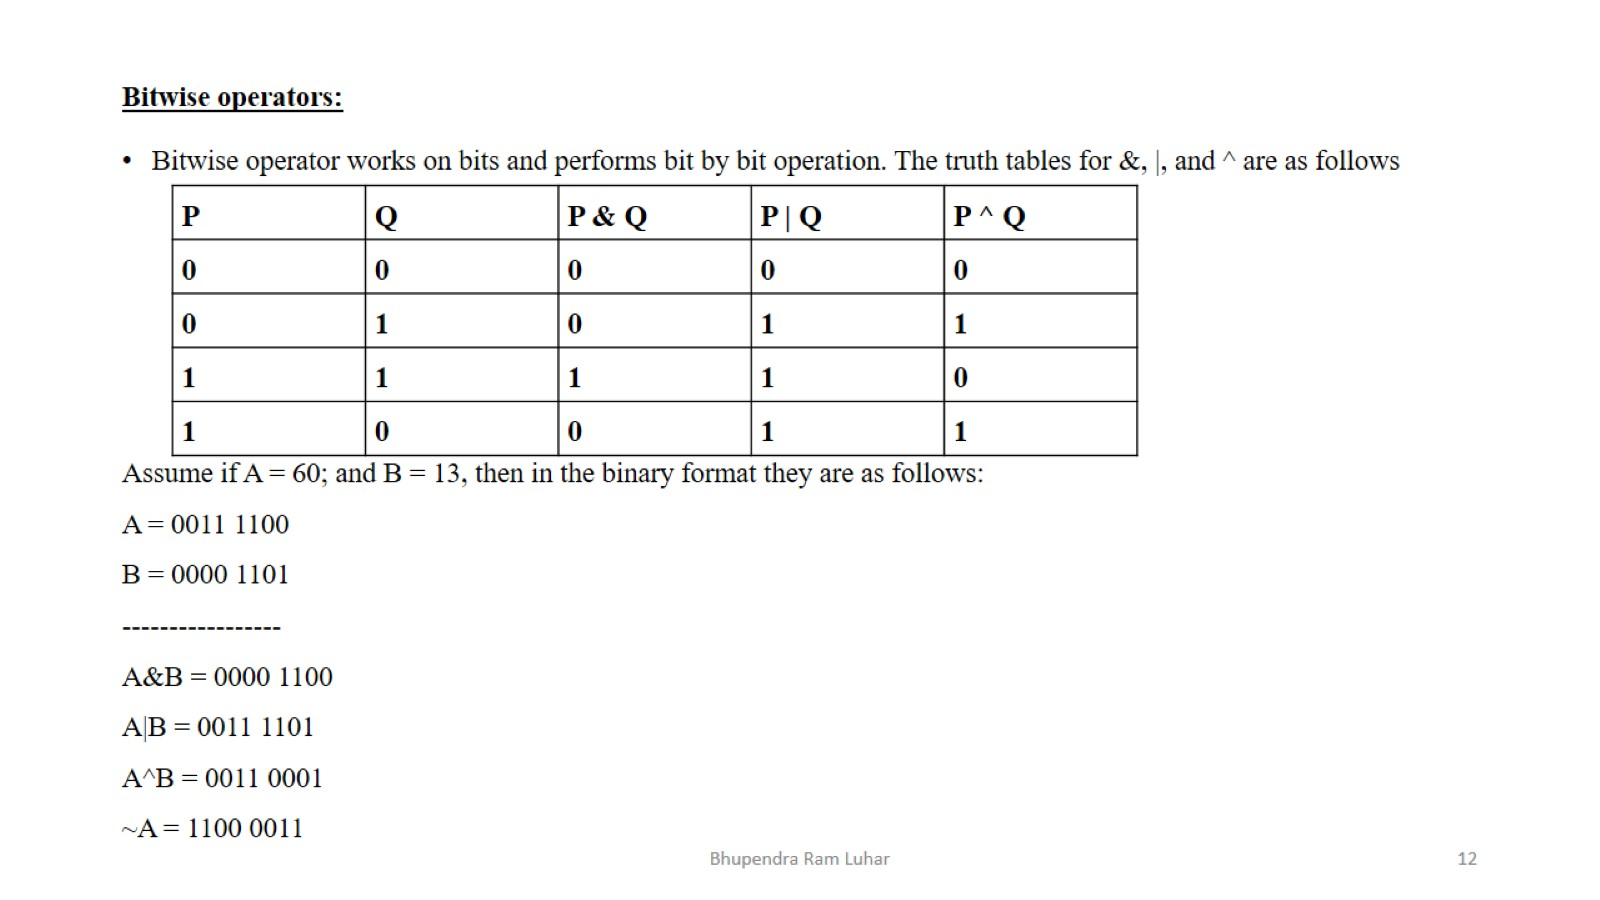 Bitwise operators:
• Bitwise operator works on bits and performs bit by bit operation. The truth tables for &, |, and ^ are as follows
P Q P & Q P | Q P ^ Q
0 0 0 0 0
0 1 0 1 1
1 1 1 1 0
1 0 0 1 1
Assume if A = 60; and B = 13, then in the binary format they are as follows:
A = 0011 1100
B = 0000 1101
-----------------
A&B = 0000 1100
A|B = 0011 1101
A^B = 0011 0001
~A = 1100 0011
Bhupendra Ram Luhar 12